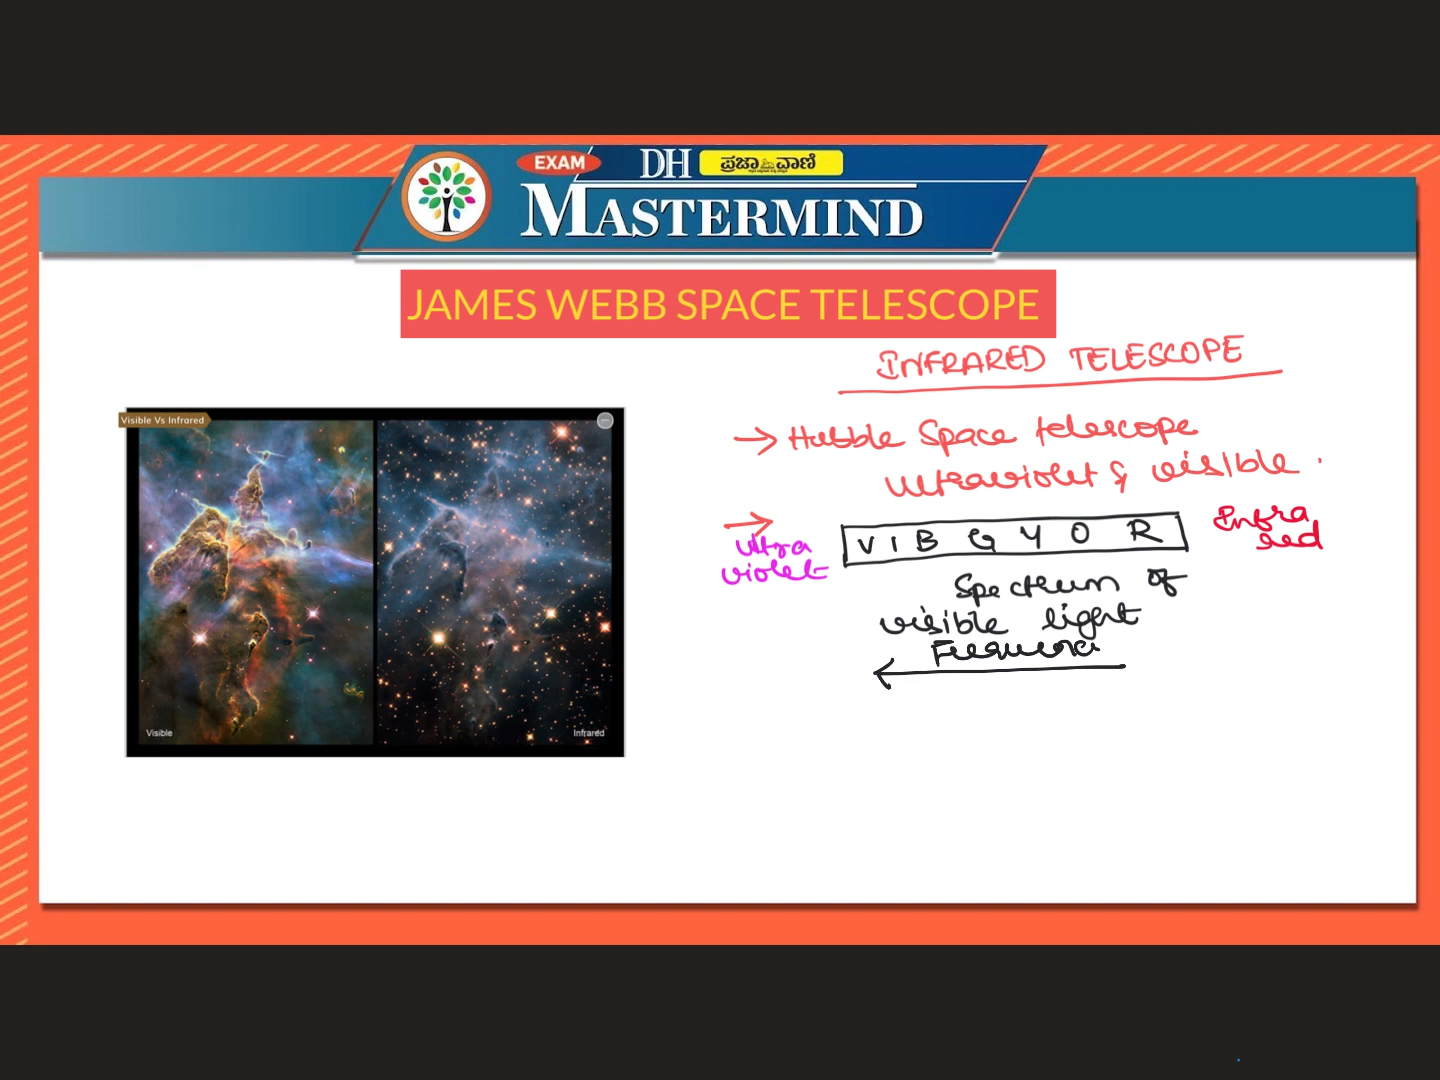 EXAM
DH ಪ್ರಜಾವಾಣಿ
MASTERMIND
JAMES WEBB SPACE TELESCOPE
INFRARED TELESCOPE
Visible Vs Infrared
→ Hubble Space telescope
ultraviolet & visible.
→
Ultra
violet
V I B G Y O R
Infra
red
Spectrum of
visible light
←
Visible
Infrared